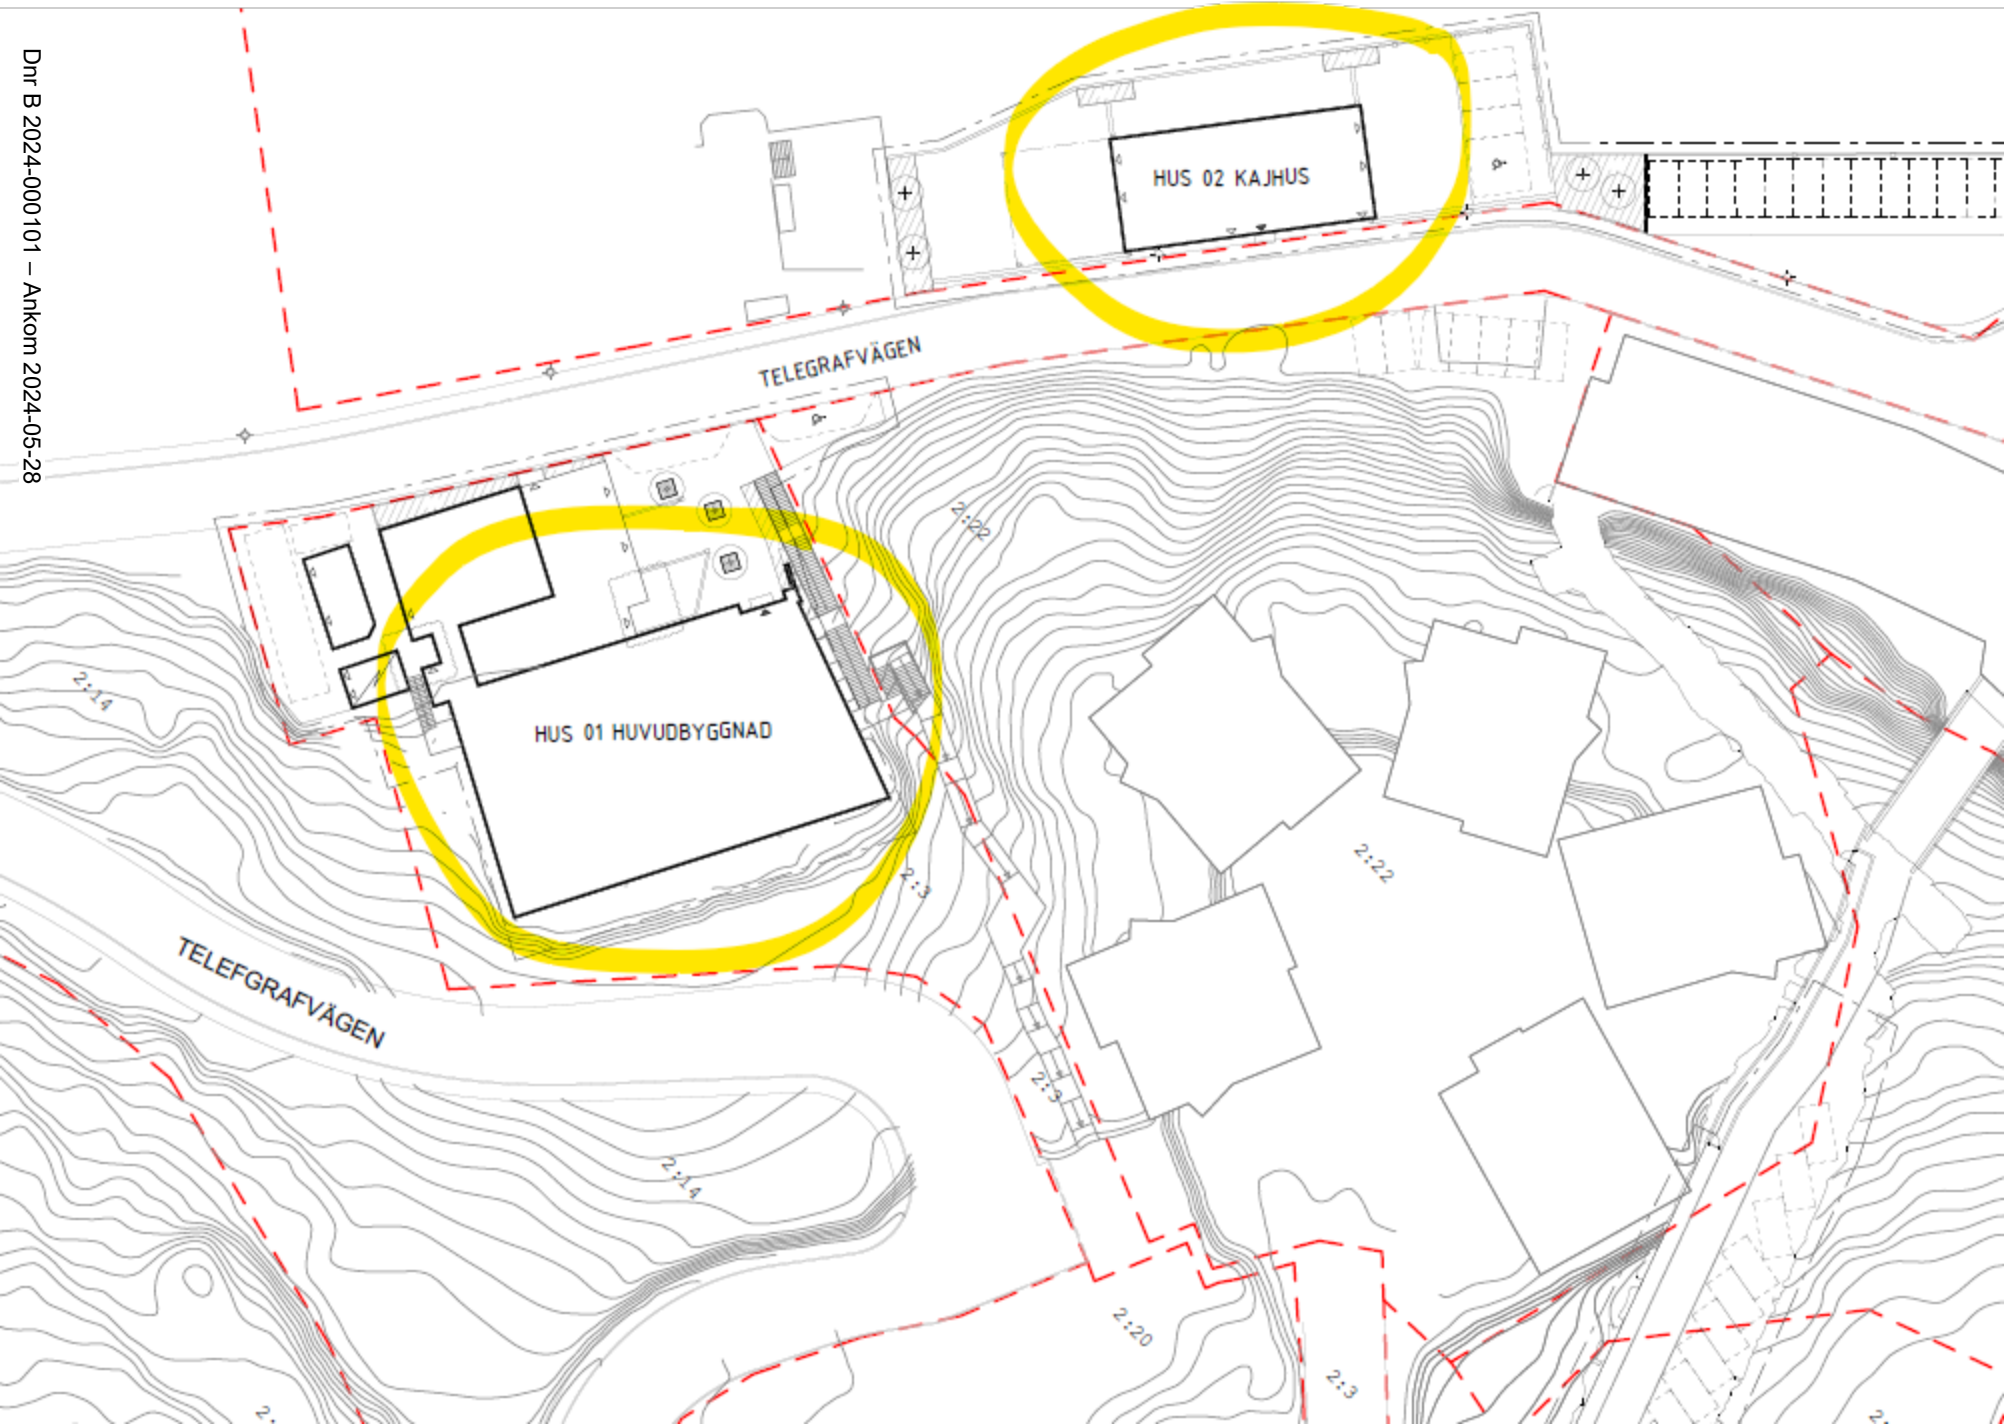 Dnr B 2024-000101 – Ankom 2024-05-28
HUS 02 KAJHUS
TELEGRAFVÄGEN
2:22
2:14
HUS 01 HUVUDBYGGNAD
2:22
2:3
TELEFGRAFVÄGEN
2:3
2:14
2:20
2:3